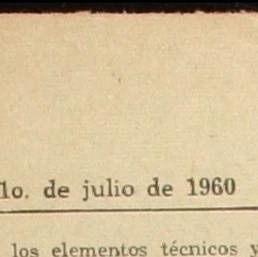 1o. de julio de 1960
los elementos técnicos y